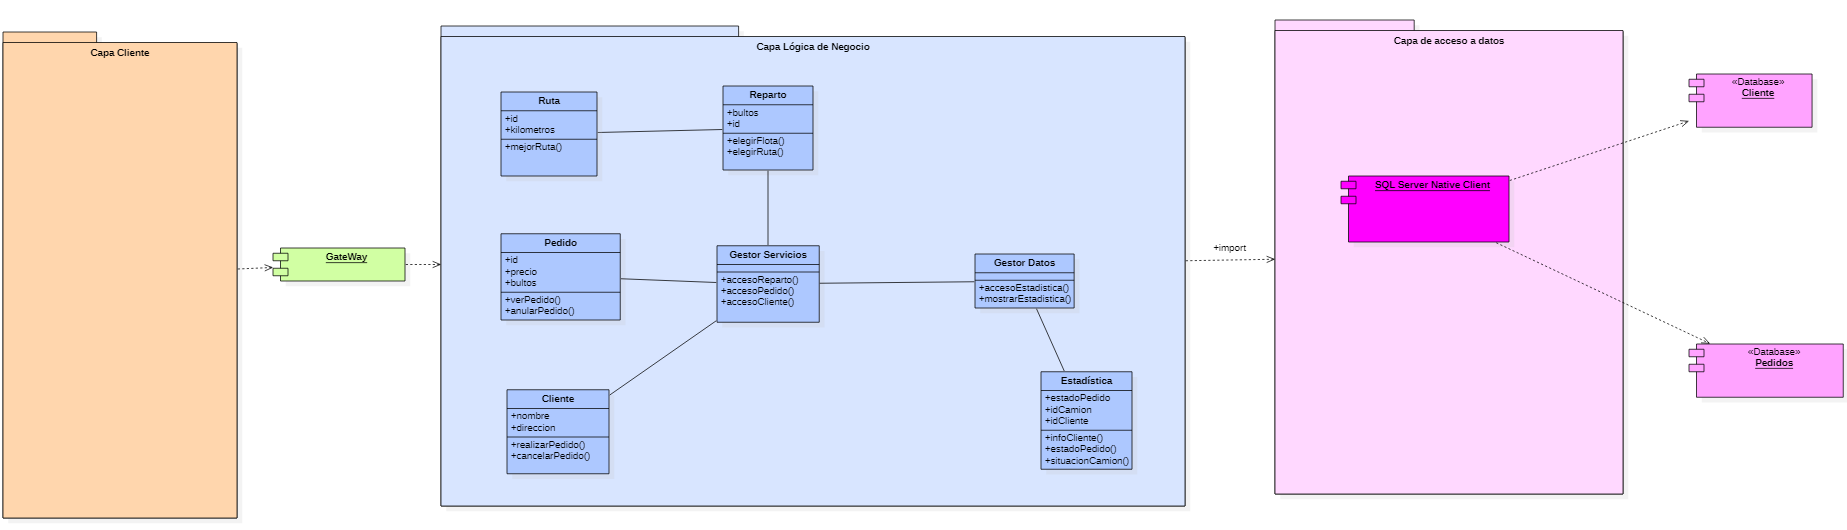 Capa Cliente
GateWay
Capa Lógica de Negocio
Ruta
+id
+kilometros
+mejorRuta()
Reparto
+bultos
+id
+elegirFlota()
+elegirRuta()
Pedido
+id
+precio
+bultos
+verPedido()
+anularPedido()
Gestor Servicios
+accesoReparto()
+accesoPedido()
+accesoCliente()
Gestor Datos
+accesoEstadistica()
+mostrarEstadistica()
Cliente
+nombre
+direccion
+realizarPedido()
+cancelarPedido()
Estadística
+estadoPedido
+idCamion
+idCliente
+infoCliente()
+estadoPedido()
+situacionCamion()
+import
Capa de acceso a datos
SQL Server Native Client
«Database»
Cliente
«Database»
Pedidos